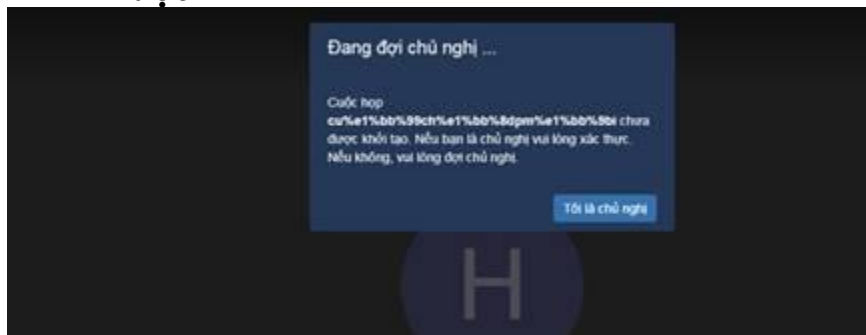 Đang đợi chủ nghị ...
Cuộc họp
cu%e1%bb%99ch%e1%bb%8dpm%e1%bb%9bi chưa
được khởi tạo. Nếu bạn là chủ nghị vui lòng xác thực.
Nếu không, vui lòng đợi chủ nghị.
Tôi là chủ nghị
H